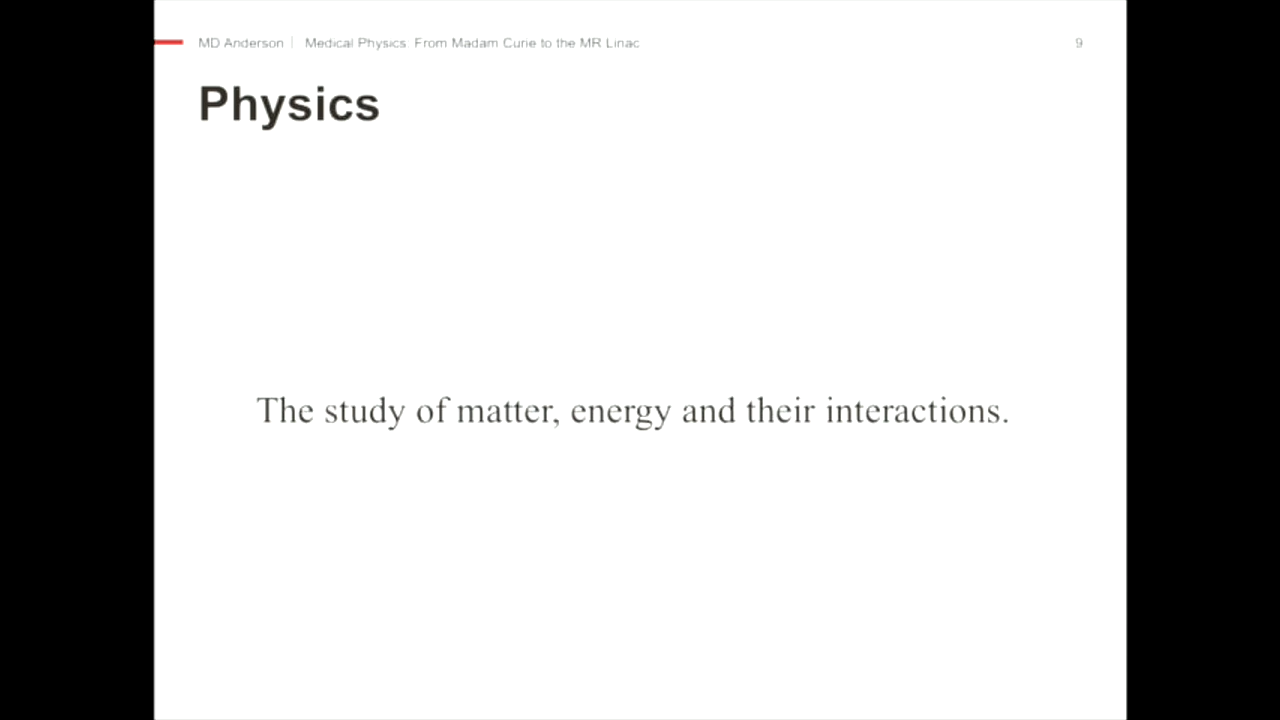 MD Anderson | Medical Physics: From Madam Curie to the MR Linac 9
Physics
The study of matter, energy and their interactions.